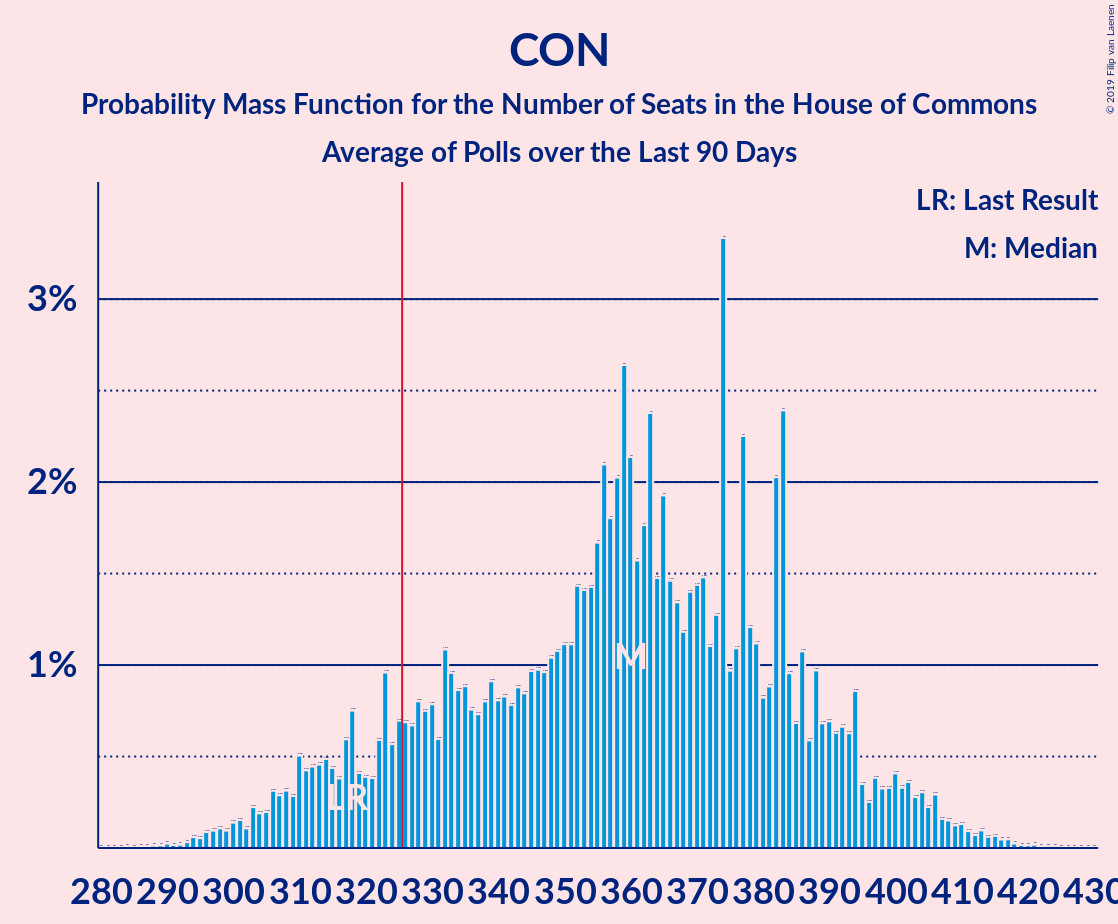 CON
Probability Mass Function for the Number of Seats in the House of Commons
Average of Polls over the Last 90 Days
© 2019 Filip van Laenen
LR: Last Result
M: Median
3%
2%
1%
M
LR
280 290 300 310 320 330 340 350 360 370 380 390 400 410 420 430